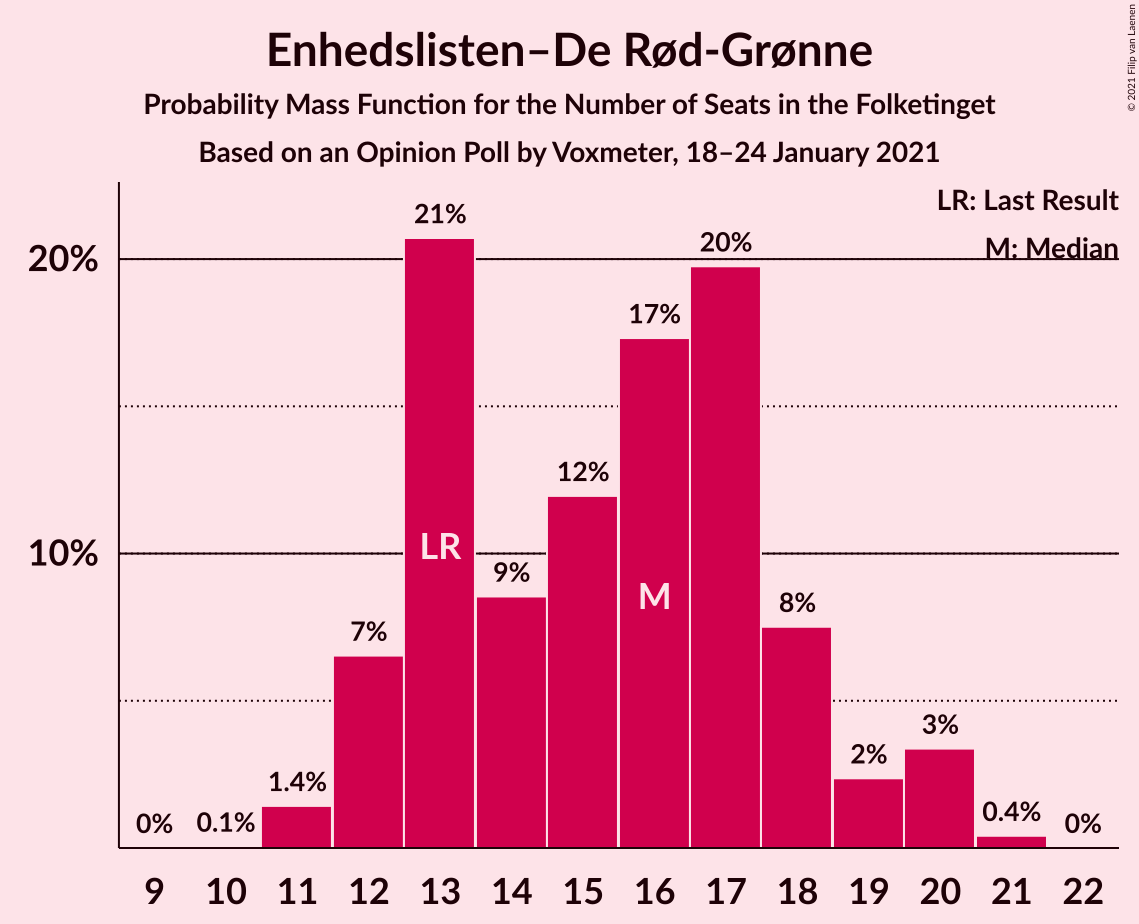 Enhedslisten–De Rød-Grønne
Probability Mass Function for the Number of Seats in the Folketinget
Based on an Opinion Poll by Voxmeter, 18–24 January 2021
© 2021 Filip van Laenen
LR: Last Result
M: Median
20%
10%
0%
0.1%
1.4%
7%
21%
9%
12%
17%
20%
8%
2%
3%
0.4%
0%
LR
M
9 10 11 12 13 14 15 16 17 18 19 20 21 22